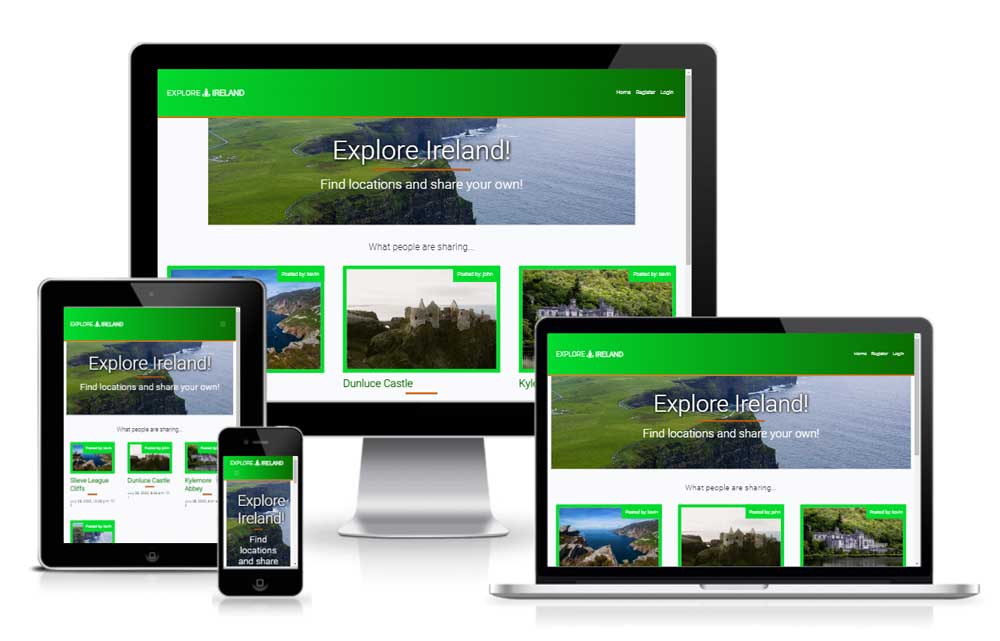 EXPLORE IRELAND
Home Register Login
Explore Ireland!
Find locations and share your own!
What people are sharing...
Posted by: kevin
Posted by: john
Posted by: kevin
Dunluce Castle
Kyle
EXPLORE IRELAND
Explore Ireland!
Find locations and share your own!
What people are sharing...
Posted by: kevin
Posted by: john
Posted by: kevin
Slieve League
Cliffs
Dunluce Castle
Kylemore
Abbey
Posted by: kevin
EXPLORE IRELAND
Explore
Ireland!
Find
locations
and share
EXPLORE IRELAND
Home Register Login
Explore Ireland!
Find locations and share your own!
What people are sharing...
Posted by: kevin
Posted by: john
Posted by: kevin